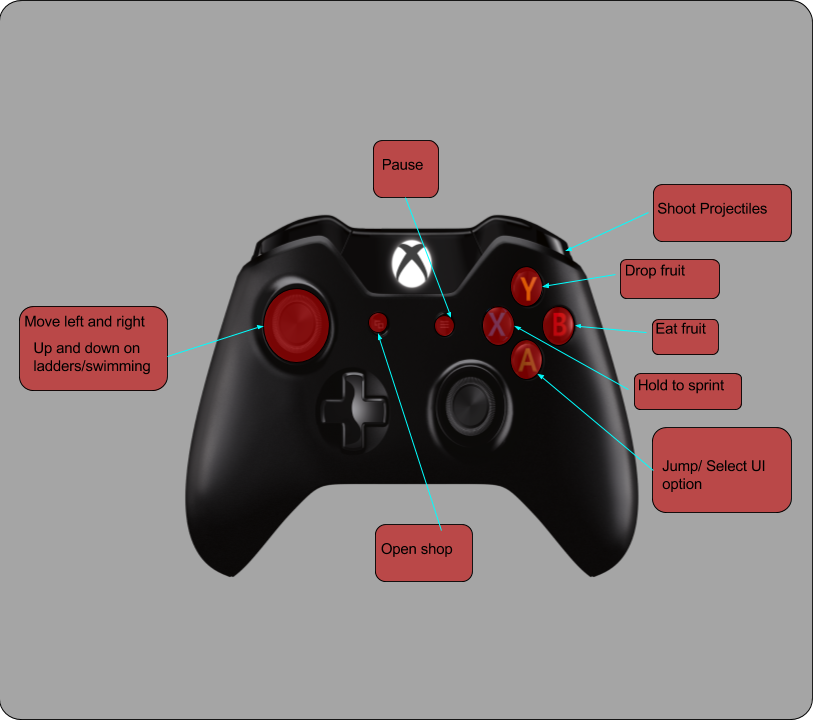 Pause
Shoot Projectiles
Drop fruit
Y
Move left and right
Up and down on
ladders/swimming
X
B
Eat fruit
A
Hold to sprint
Jump/ Select UI
option
Open shop